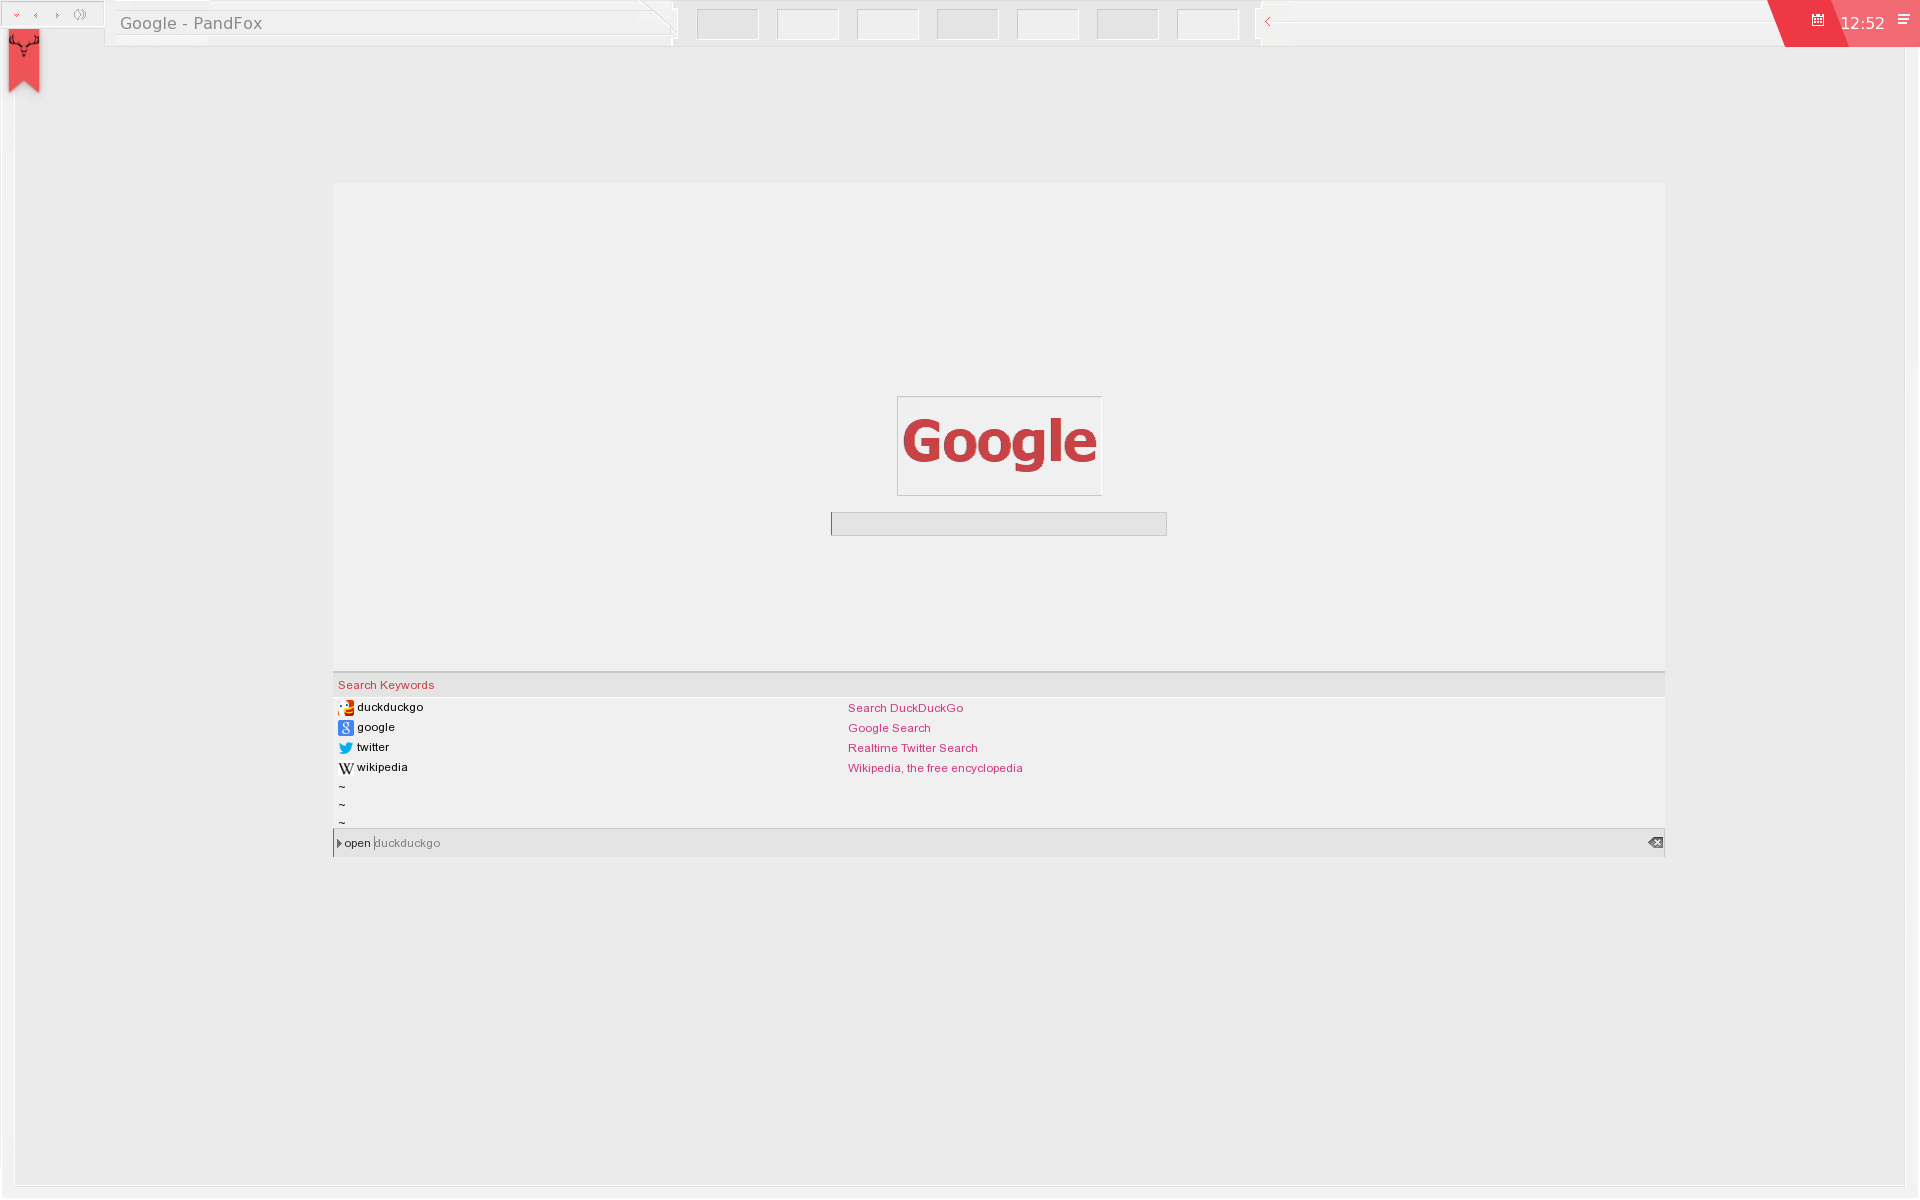 Google - PandFox
12:52
Google
Search Keywords
duckduckgo Search DuckDuckGo
google Google Search
twitter Realtime Twitter Search
wikipedia Wikipedia, the free encyclopedia
~
~
~
open duckduckgo